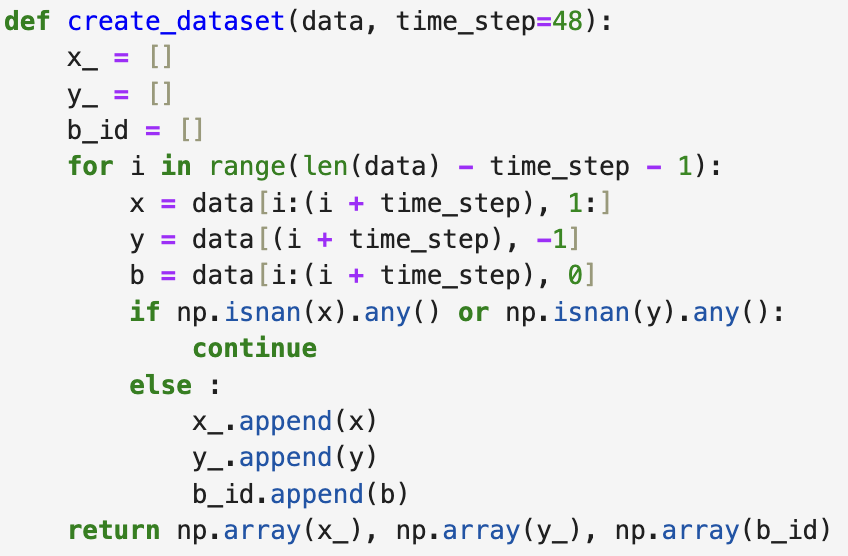 def create_dataset(data, time_step=48):
    x_ = []
    y_ = []
    b_id = []
    for i in range(len(data) - time_step - 1):
        x = data[i:(i + time_step), 1:]
        y = data[(i + time_step), -1]
        b = data[i:(i + time_step), 0]
        if np.isnan(x).any() or np.isnan(y).any():
            continue
        else :
            x_.append(x)
            y_.append(y)
            b_id.append(b)
    return np.array(x_), np.array(y_), np.array(b_id)